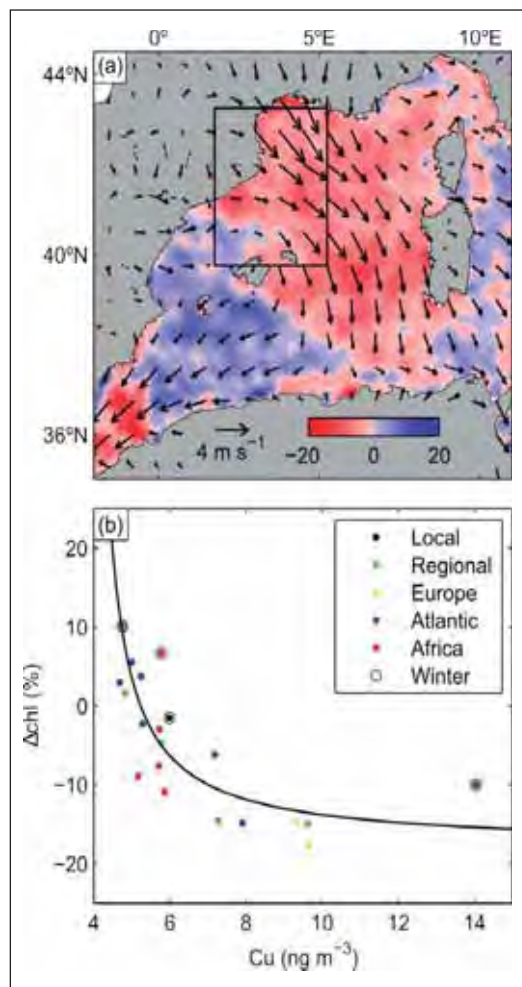 0° 5°E 10°E
(a)
44°N
40°N
36°N
4 m s⁻¹ −20 0 20
(b)
Local
Regional
Europe
Atlantic
Africa
Winter
20
10
0
−10
−20
Δchl (%)
4 6 8 10 12 14
Cu (ng m⁻³)